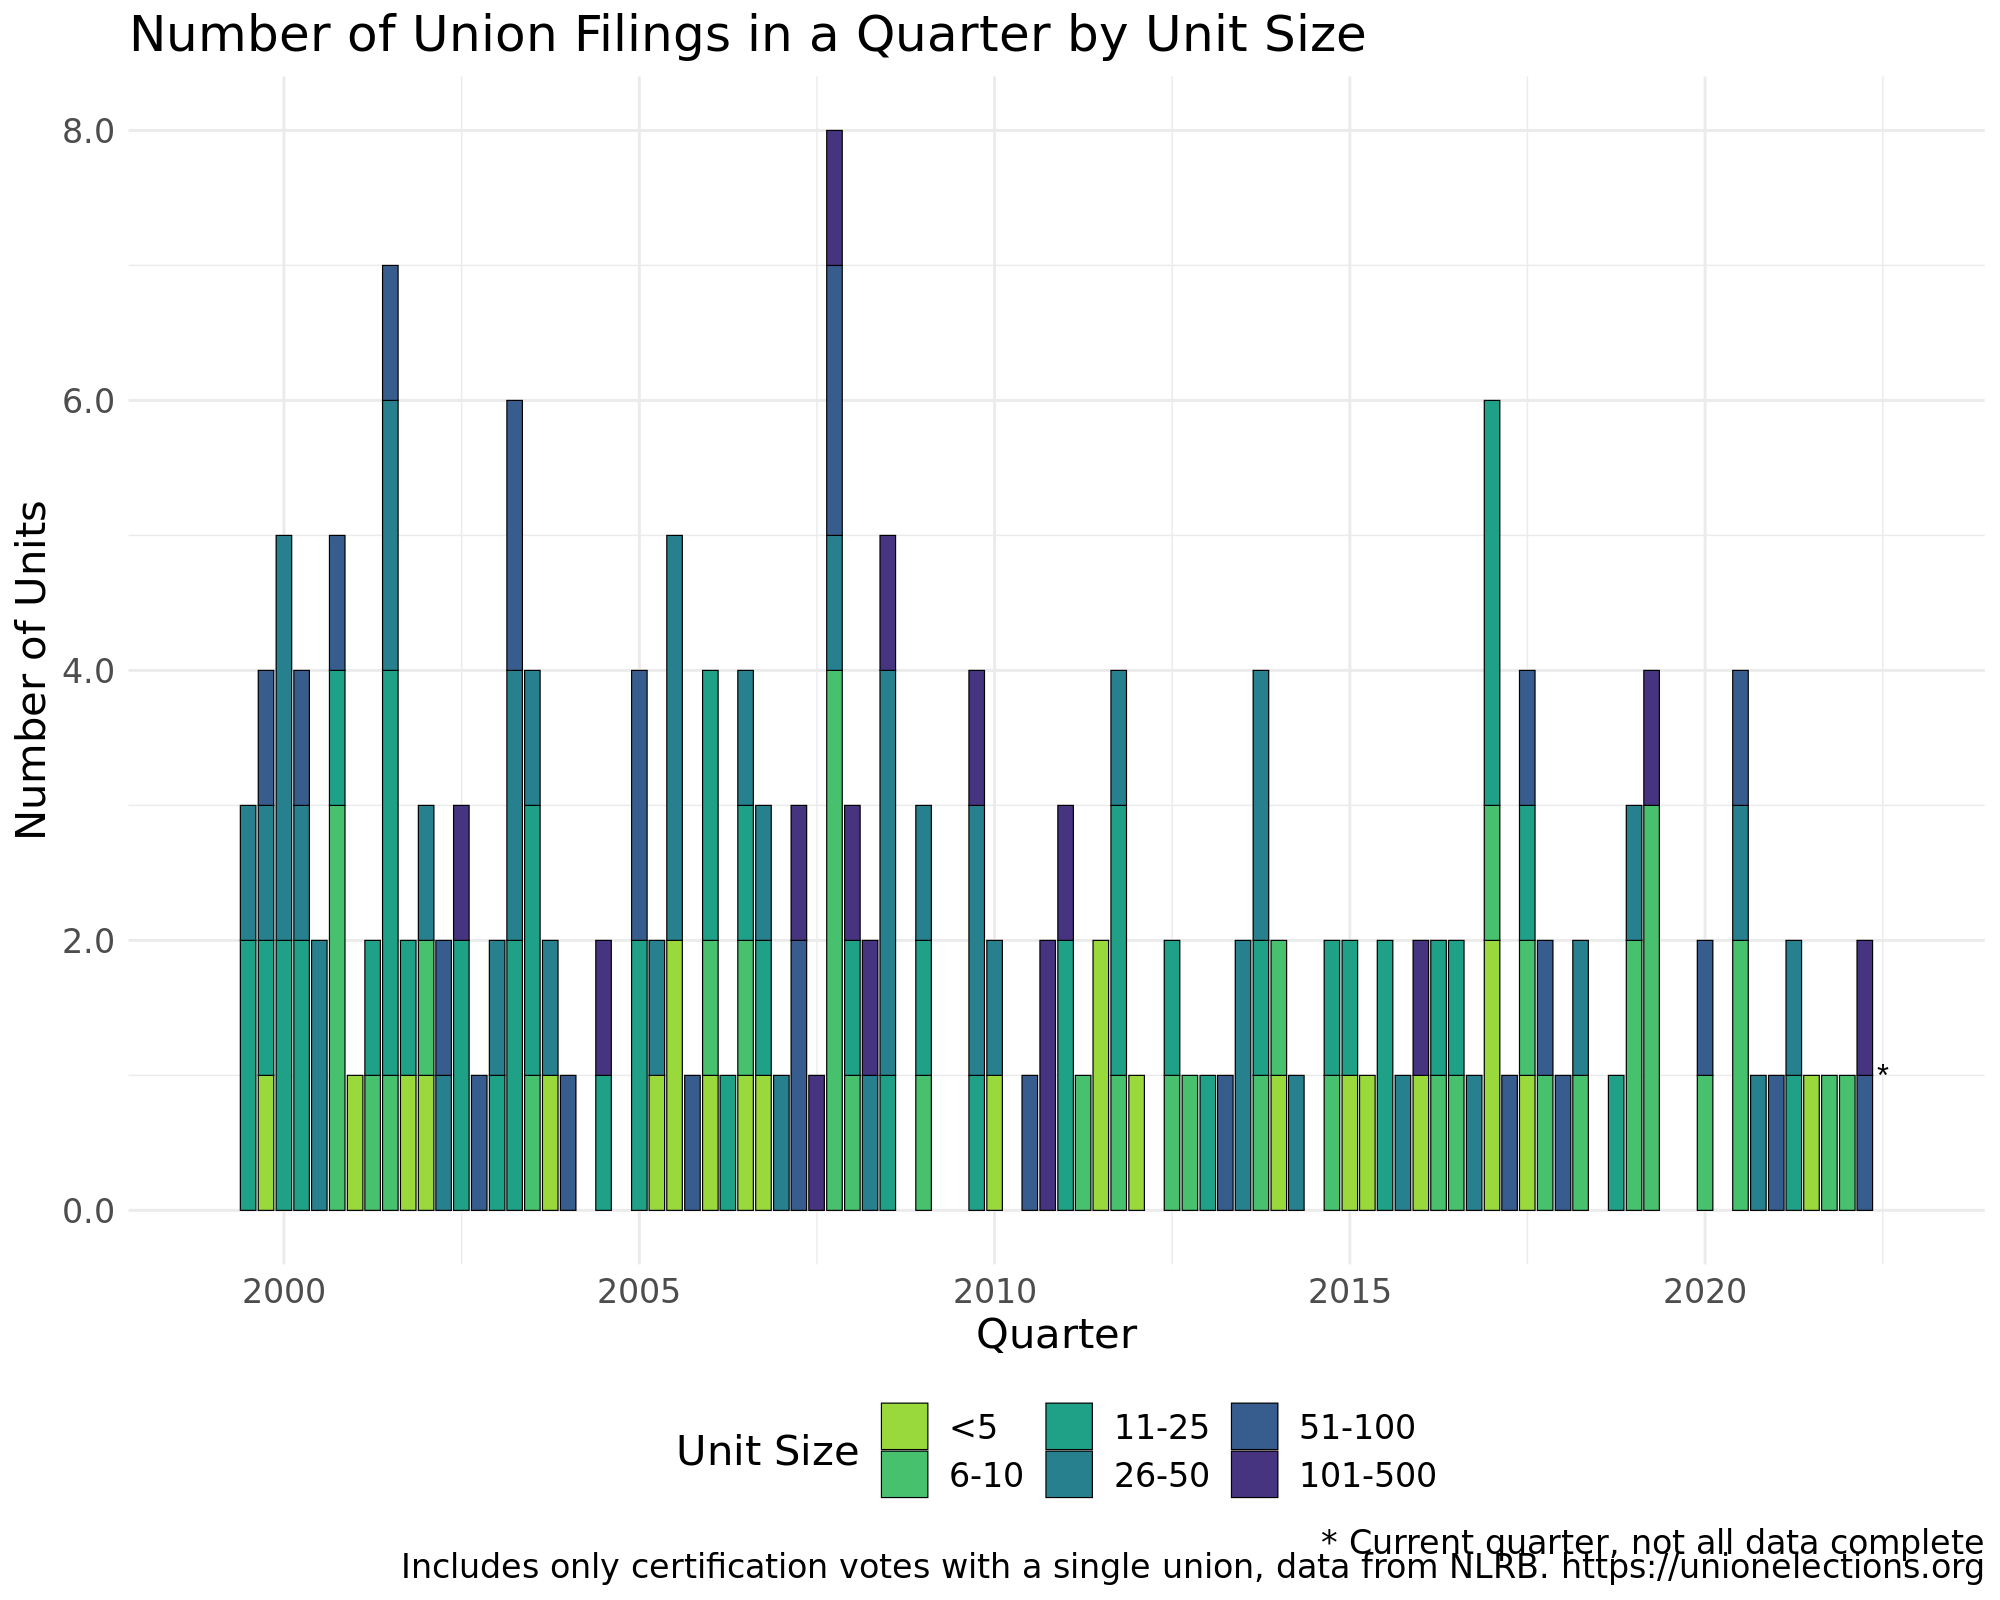 Number of Union Filings in a Quarter by Unit Size
8.0
6.0
4.0
2.0
0.0
Number of Units
*
2000 2005 2010 2015 2020
Quarter
Unit Size
<5 11-25 51-100
6-10 26-50 101-500
* Current quarter, not all data complete
Includes only certification votes with a single union, data from NLRB. https://unionelections.org